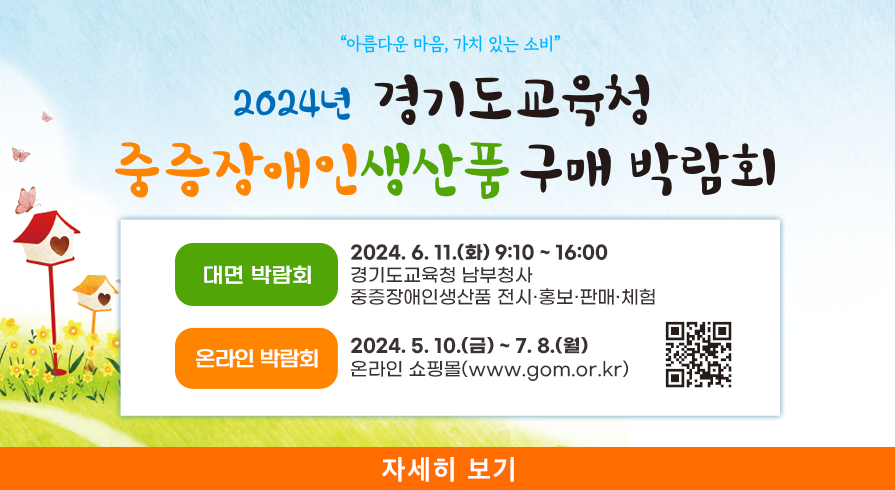 “아름다운 마음, 가치 있는 소비”
2024년 경기도교육청
중증장애인생산품 구매 박람회
대면 박람회
2024. 6. 11.(화) 9:10 ~ 16:00
경기도교육청 남부청사
중증장애인생산품 전시·홍보·판매·체험
온라인 박람회
2024. 5. 10.(금) ~ 7. 8.(월)
온라인 쇼핑몰(www.gom.or.kr)
자세히 보기